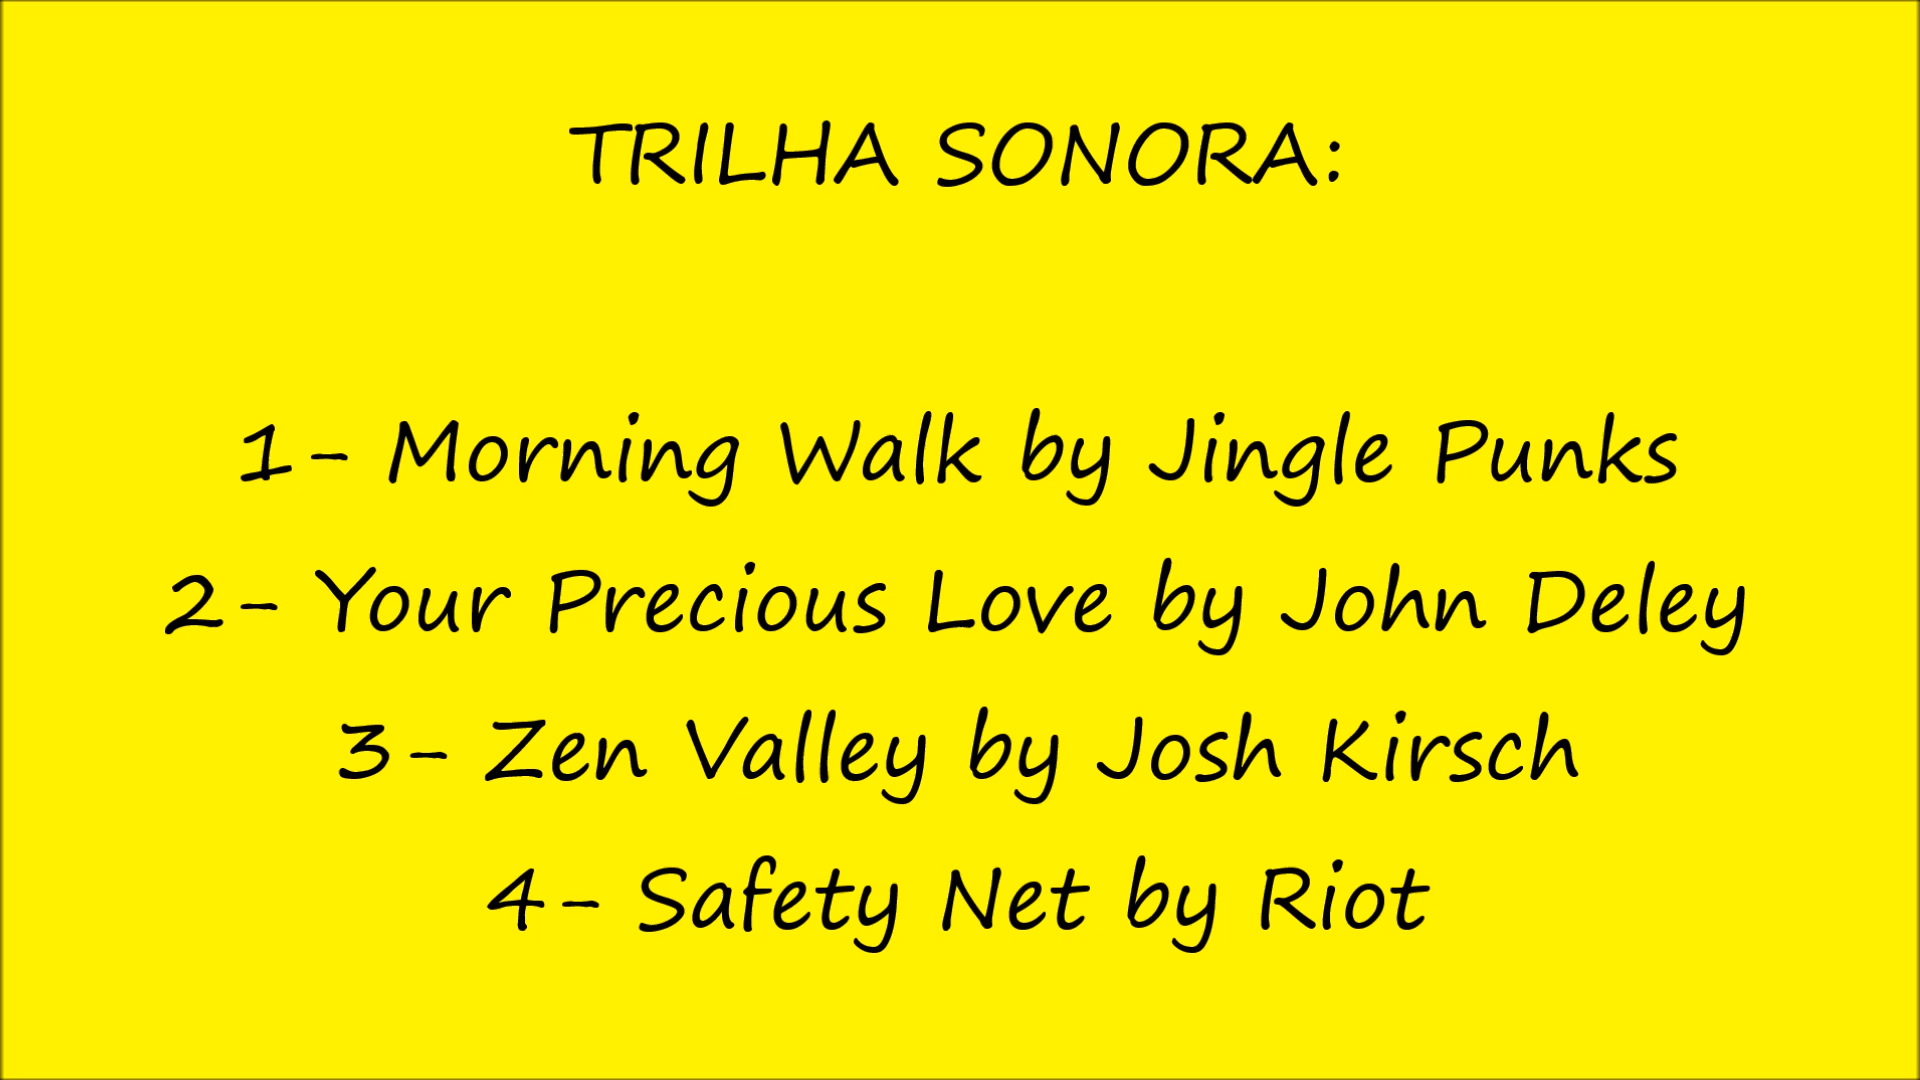 TRILHA SONORA:
1- Morning Walk by Jingle Punks
2- Your Precious Love by John Deley
3- Zen Valley by Josh Kirsch
4- Safety Net by Riot